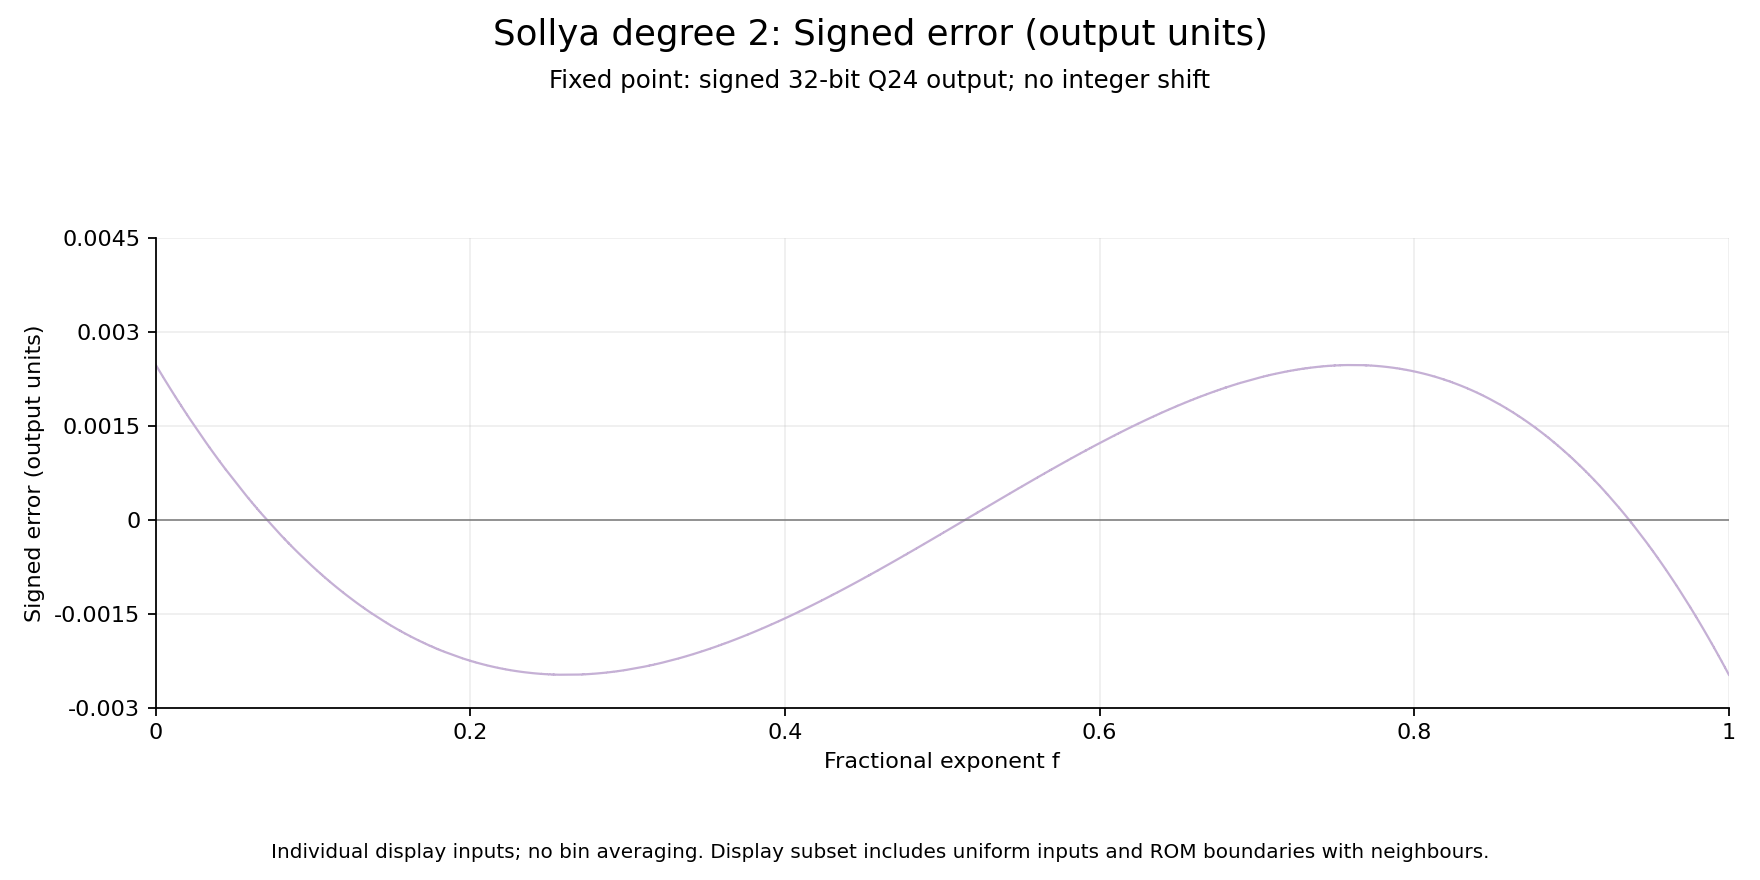 Sollya degree 2: Signed error (output units)
Fixed point: signed 32-bit Q24 output; no integer shift
Signed error (output units)
0.0045
0.003
0.0015
0
-0.0015
-0.003
0 0.2 0.4 0.6 0.8 1
Fractional exponent f
Individual display inputs; no bin averaging. Display subset includes uniform inputs and ROM boundaries with neighbours.